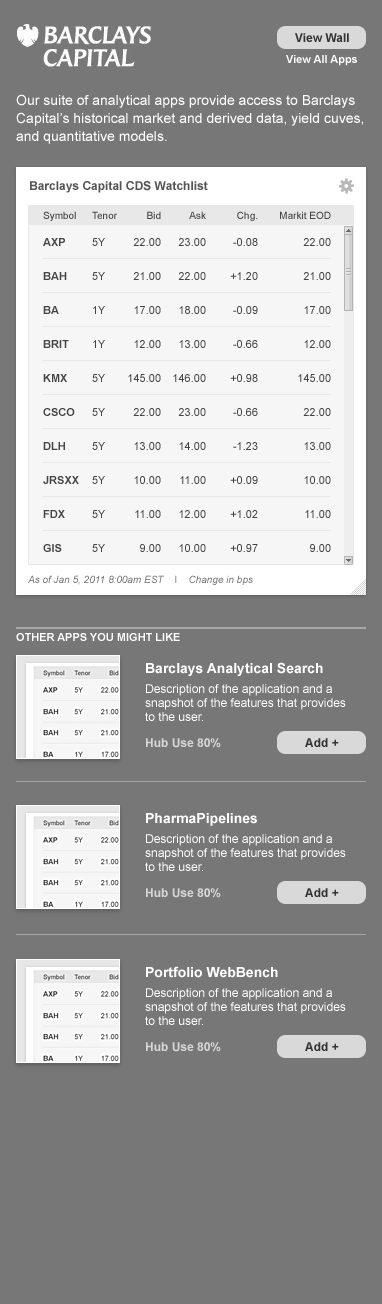 BARCLAYS
CAPITAL
View Wall
View All Apps
Our suite of analytical apps provide access to Barclays
Capital's historical market and derived data, yield cuves,
and quantitative models.
Barclays Capital CDS Watchlist
Symbol Tenor Bid Ask Chg. Markit EOD
AXP 5Y 22.00 23.00 -0.08 22.00
BAH 5Y 21.00 22.00 +1.20 21.00
BA 1Y 17.00 18.00 -0.09 17.00
BRIT 1Y 12.00 13.00 -0.66 12.00
KMX 5Y 145.00 146.00 +0.98 145.00
CSCO 5Y 22.00 23.00 -0.66 22.00
DLH 5Y 13.00 14.00 -1.23 13.00
JRSXX 5Y 10.00 11.00 +0.09 10.00
FDX 5Y 11.00 12.00 +1.02 11.00
GIS 5Y 9.00 10.00 +0.97 9.00
As of Jan 5, 2011 8:00am EST | Change in bps
OTHER APPS YOU MIGHT LIKE
Symbol Tenor Bid
AXP 5Y 22.00
BAH 5Y 21.00
BAH 5Y 21.00
BA 1Y 17.00
Barclays Analytical Search
Description of the application and a
snapshot of the features that provides
to the user.
Hub Use 80%
Add +
Symbol Tenor Bid
AXP 5Y 22.00
BAH 5Y 21.00
BAH 5Y 21.00
BA 1Y 17.00
PharmaPipelines
Description of the application and a
snapshot of the features that provides
to the user.
Hub Use 80%
Add +
Symbol Tenor Bid
AXP 5Y 22.00
BAH 5Y 21.00
BAH 5Y 21.00
BA 1Y 17.00
Portfolio WebBench
Description of the application and a
snapshot of the features that provides
to the user.
Hub Use 80%
Add +